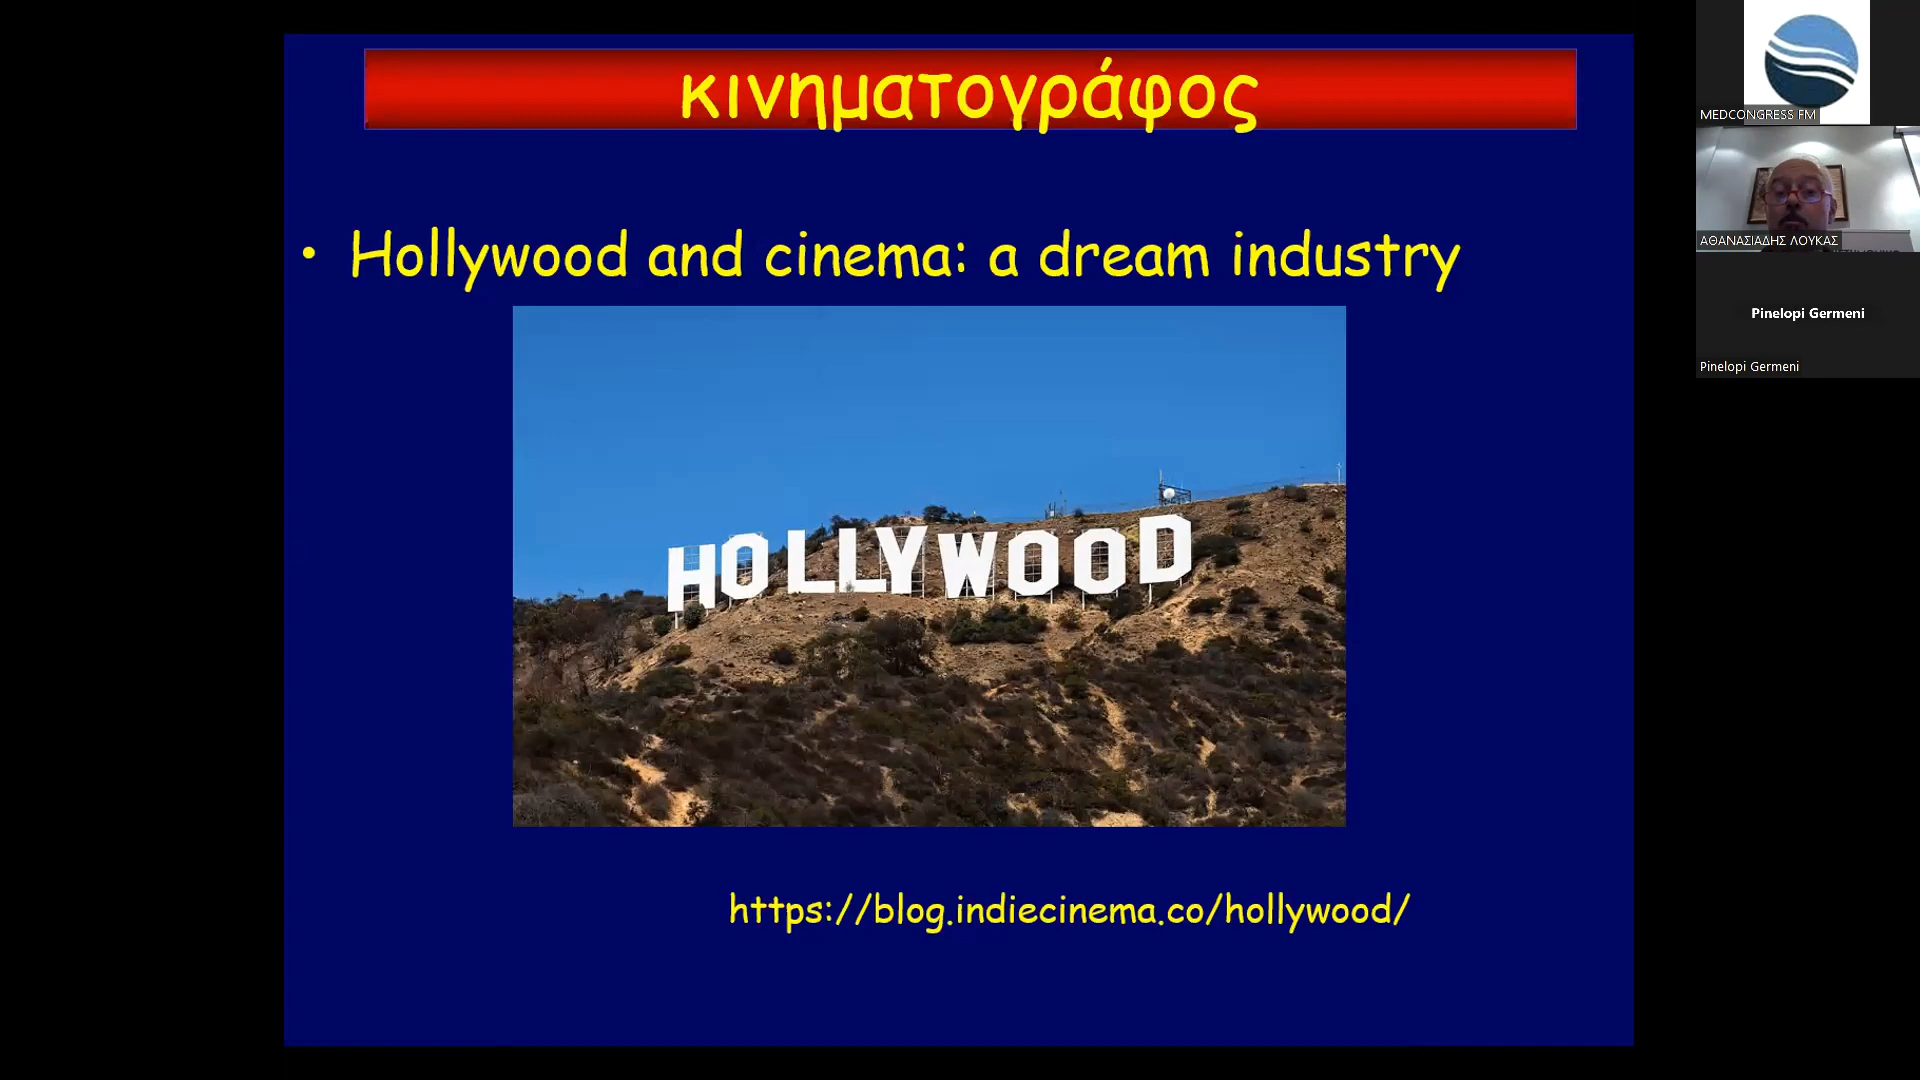 κινηματογράφος
• Hollywood and cinema: a dream industry
HOLLYWOOD
https://blog.indiecinema.co/hollywood/
MEDCONGRESS FM
ΑΘΑΝΑΣΙΑΔΗΣ ΛΟΥΚΑΣ
Pinelopi Germeni
Pinelopi Germeni